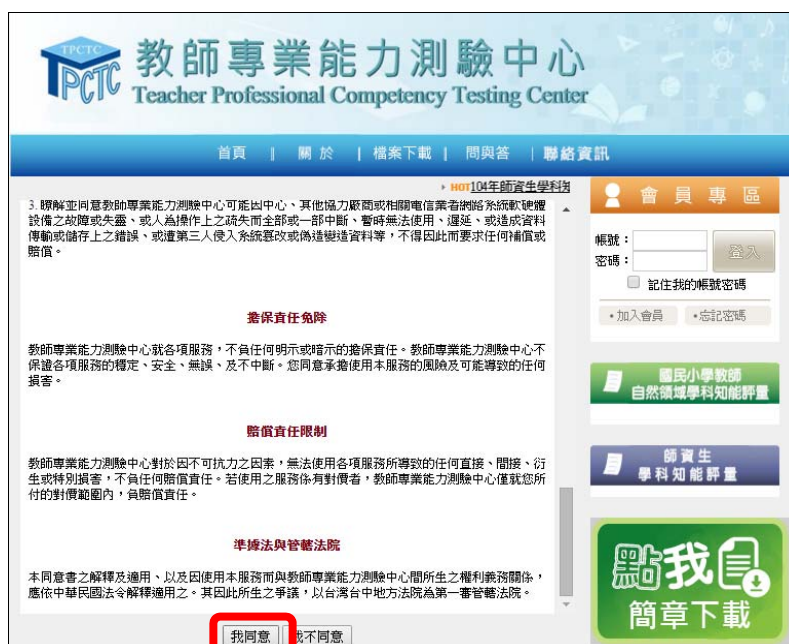 TPCTC
TPCTC
教師專業能力測驗中心
Teacher Professional Competency Testing Center
首頁 ‖ 關於 | 檔案下載 | 問與答 | 聯絡資訊
HOT104年師資生學科知
3. 瞭解並同意教師專業能力測驗中心可能因中心、其他協力廠商或相關電信業者網路系統軟硬體
設備之故障或失靈、或人為操作上之疏失而全部或一部中斷、暫時無法使用、遲延、或造成資料
傳輸或儲存上之錯誤、或遭第三人侵入系統竄改或偽造變造資料等,不得因此而要求任何補償或
賠償。
擔保責任免除
教師專業能力測驗中心就各項服務,不負任何明示或暗示的擔保責任。教師專業能力測驗中心不
保證各項服務的穩定、安全、無誤、及不中斷。您同意承擔使用本服務的風險及可能導致的任何
損害。
賠償責任限制
教師專業能力測驗中心對於因不可抗力之因素,無法使用各項服務所導致的任何直接、間接、衍
生或特別損害,不負任何賠償責任。若使用之服務係有對價者,教師專業能力測驗中心僅就您所
付的對價範圍內,負賠償責任。
準據法與管轄法院
本同意書之解釋及適用、以及因使用本服務而與教師專業能力測驗中心間所生之權利義務關係,
應依中華民國法令解釋適用之。其因此所生之爭議,以台灣台中地方法院為第一審管轄法院。
我同意 我不同意
會員專區
帳號:
密碼:
登入
記住我的帳號密碼
•加入會員 •忘記密碼
國民小學教師
自然領域學科知能評量
師資生
學科知能評量
點我
簡章下載